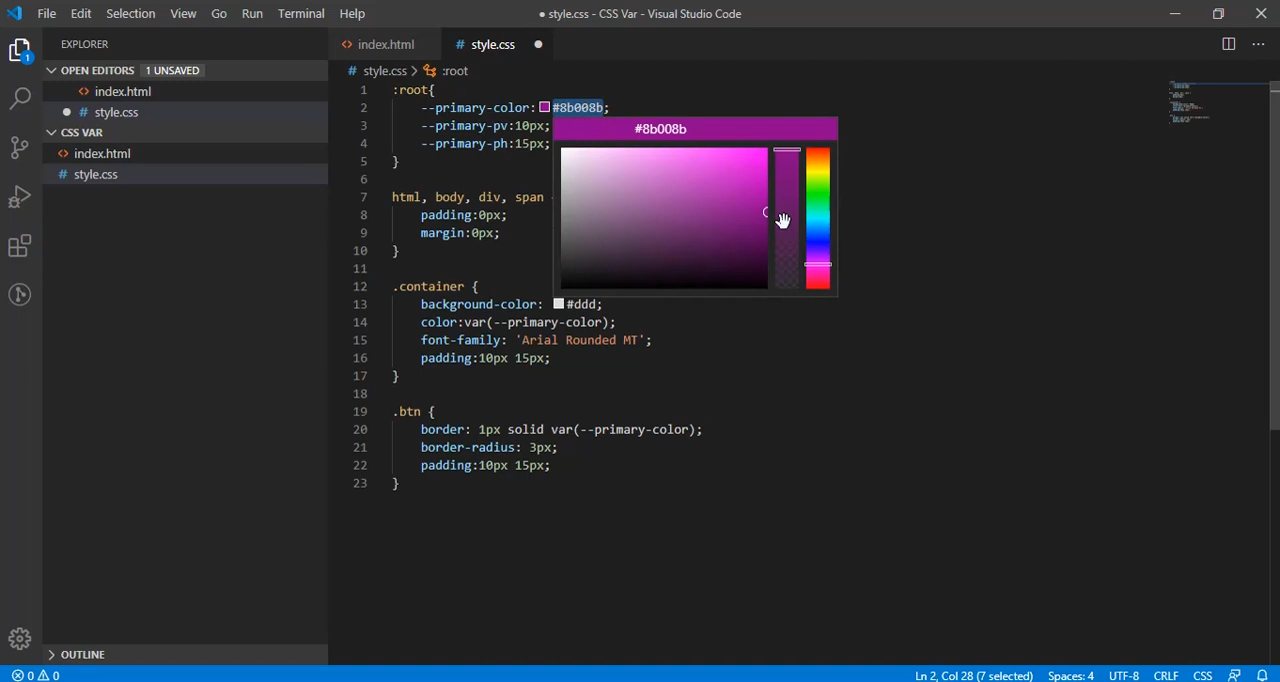 File Edit Selection View Go Run Terminal Help
● style.css - CSS Var - Visual Studio Code
EXPLORER
index.html
# style.css
OPEN EDITORS 1 UNSAVED
# style.css > :root
index.html
# style.css
CSS VAR
index.html
# style.css
1
1 :root{
2 --primary-color: #8b008b;
3 --primary-pv:10px;
4 --primary-ph:15px;
5 }
6
7 html, body, div, span
8 padding:0px;
9 margin:0px;
10 }
11
12 .container {
13 background-color: #ddd;
14 color:var(--primary-color);
15 font-family: 'Arial Rounded MT';
16 padding:10px 15px;
17 }
18
19 .btn {
20 border: 1px solid var(--primary-color);
21 border-radius: 3px;
22 padding:10px 15px;
23 }
#8b008b
OUTLINE
0 0
Ln 2, Col 28 (7 selected) Spaces: 4 UTF-8 CRLF CSS